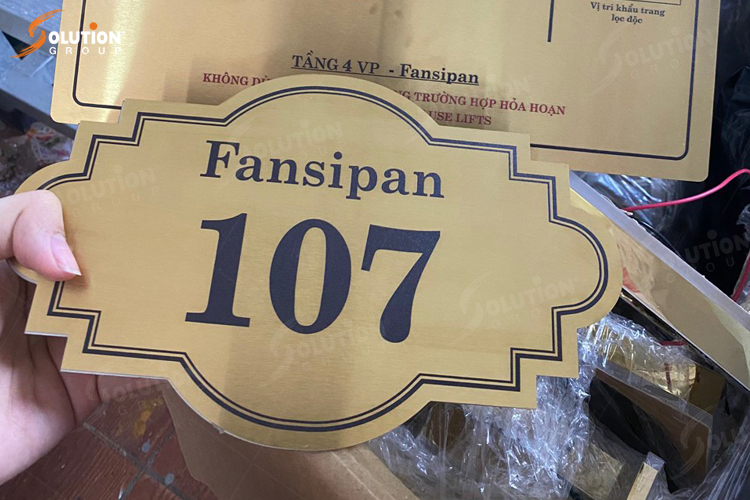 SOLUTION
GROUP
Vị trí khẩu trang
lọc độc
TẦNG 4 VP - Fansipan
KHÔNG TRƯỜNG HỢP HỎA HOẠN
USE LIFTS
Fansipan
107